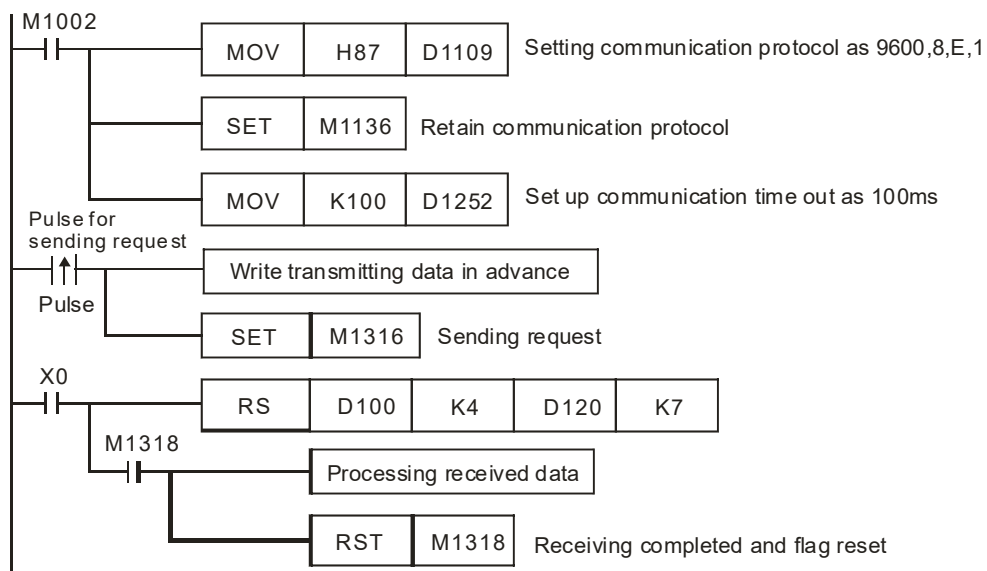 M1002
MOV H87 D1109 Setting communication protocol as 9600,8,E,1
SET M1136 Retain communication protocol
MOV K100 D1252 Set up communication time out as 100ms
Pulse for
sending request
Write transmitting data in advance
Pulse
SET M1316 Sending request
X0
RS D100 K4 D120 K7
M1318
Processing received data
RST M1318 Receiving completed and flag reset